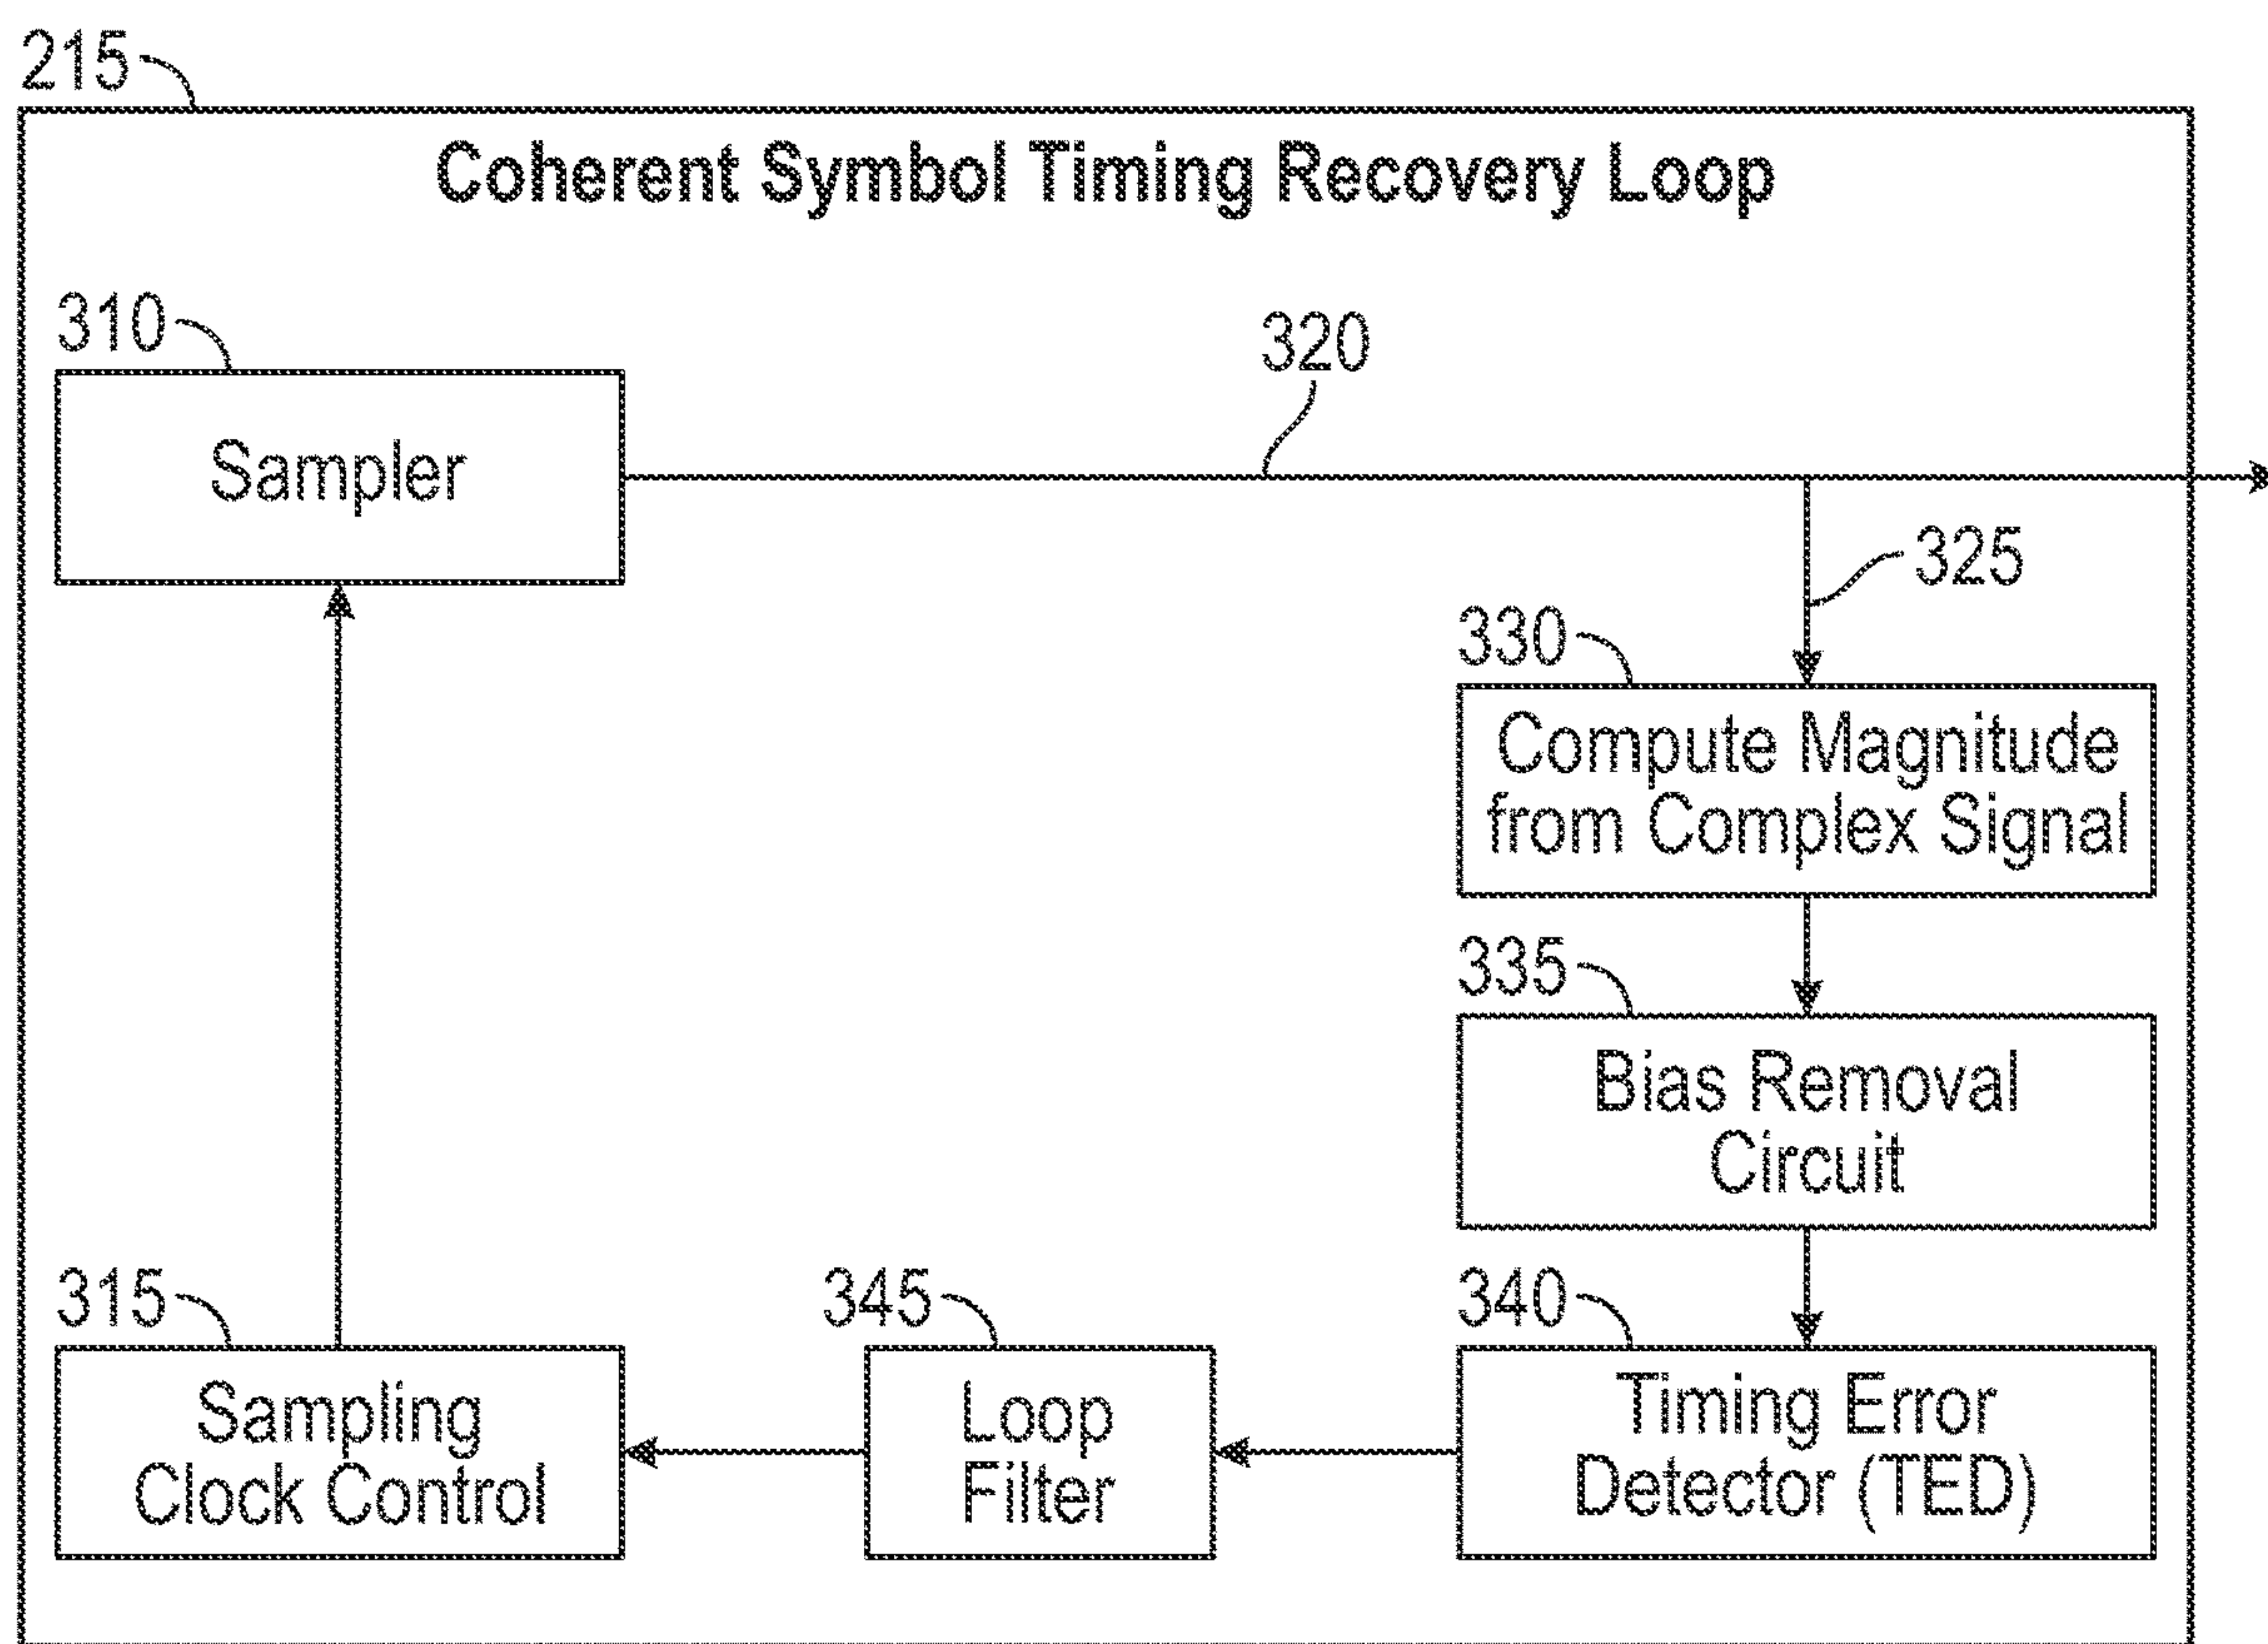 215
Coherent Symbol Timing Recovery Loop
310
320
Sampler
325
330
Compute Magnitude
from Complex Signal
335
Bias Removal
Circuit
315
345
340
Sampling
Clock Control
Loop
Filter
Timing Error
Detector (TED)